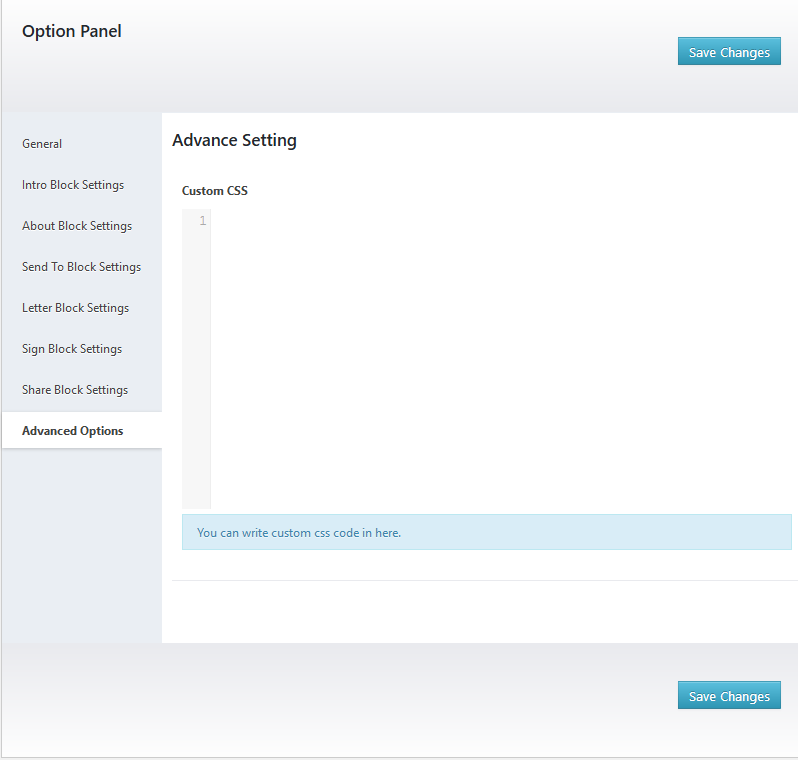 Option Panel
Save Changes
General
Intro Block Settings
About Block Settings
Send To Block Settings
Letter Block Settings
Sign Block Settings
Share Block Settings
Advanced Options
Advance Setting
Custom CSS
1
You can write custom css code in here.
Save Changes